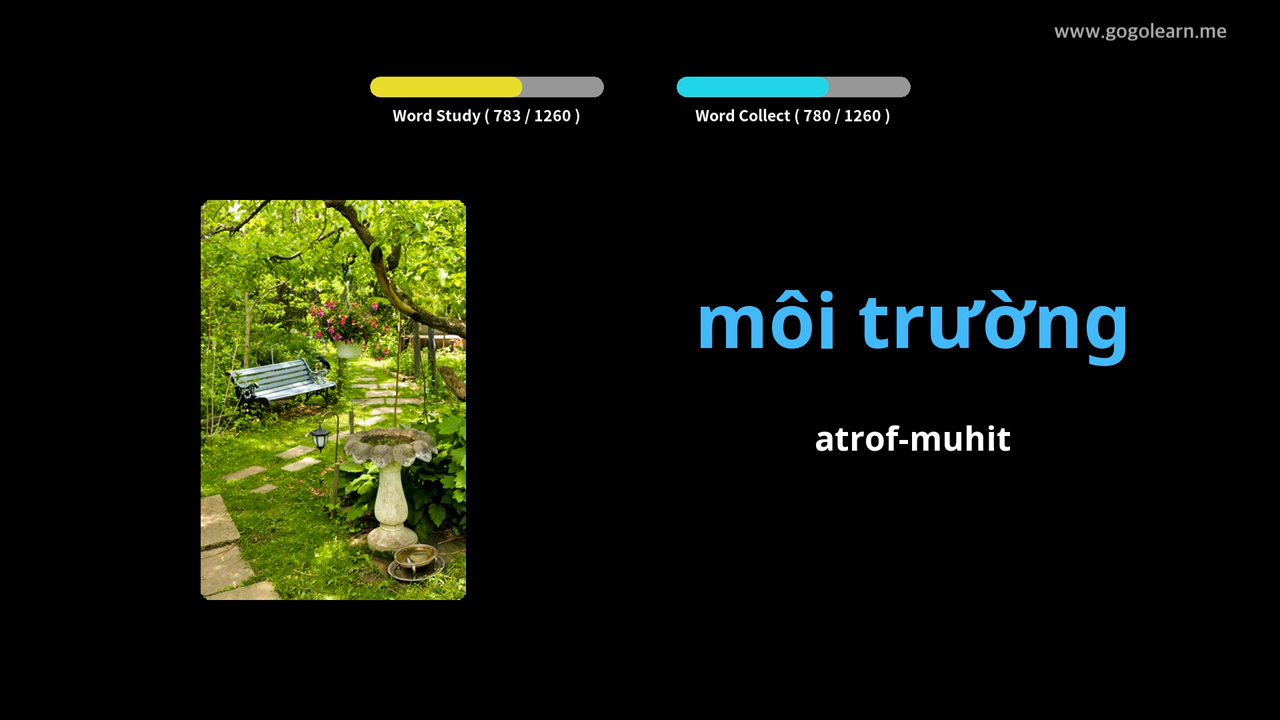 www.gogolearn.me
Word Study ( 783 / 1260 )
Word Collect ( 780 / 1260 )
môi trường
atrof-muhit